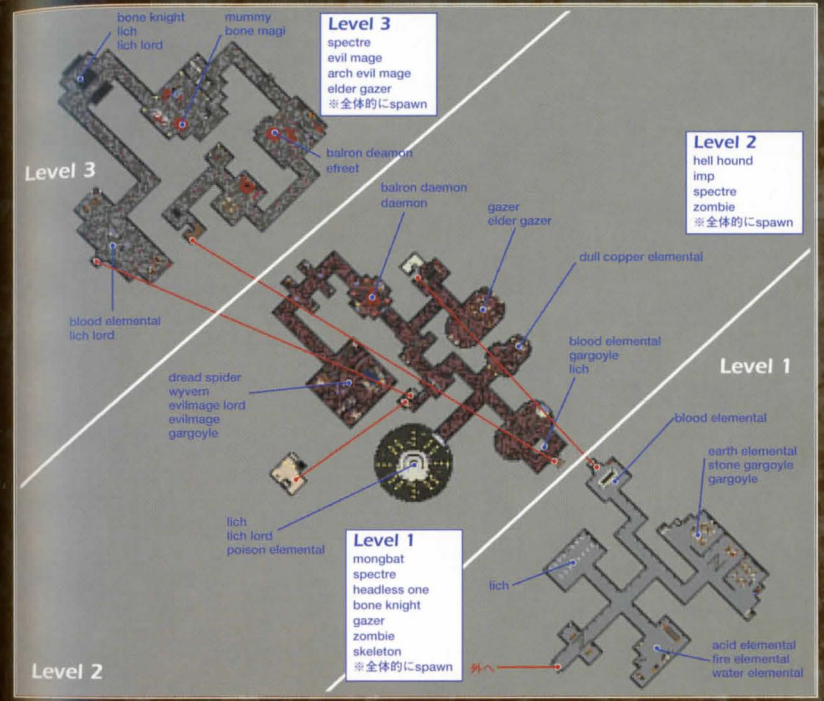 bone knight
lich
lich lord
mummy
bone magi
Level 3
spectre
evil mage
arch evil mage
elder gazer
※全体的にspawn
Level 3
balron deamon
efreet
balron daemon
daemon
gazer
elder gazer
Level 2
hell hound
imp
spectre
zombie
※全体的にspawn
dull copper elemental
blood elemental
lich lord
blood elemental
gargoyle
lich
Level 1
dread spider
wyvern
evilmage lord
evilmage
gargoyle
blood elemental
earth elemental
stone gargoyle
gargoyle
lich
lich lord
poison elemental
Level 1
mongbat
spectre
headless one
bone knight
gazer
zombie
skeleton
※全体的にspawn
lich
acid elemental
fire elemental
water elemental
外へ
Level 2